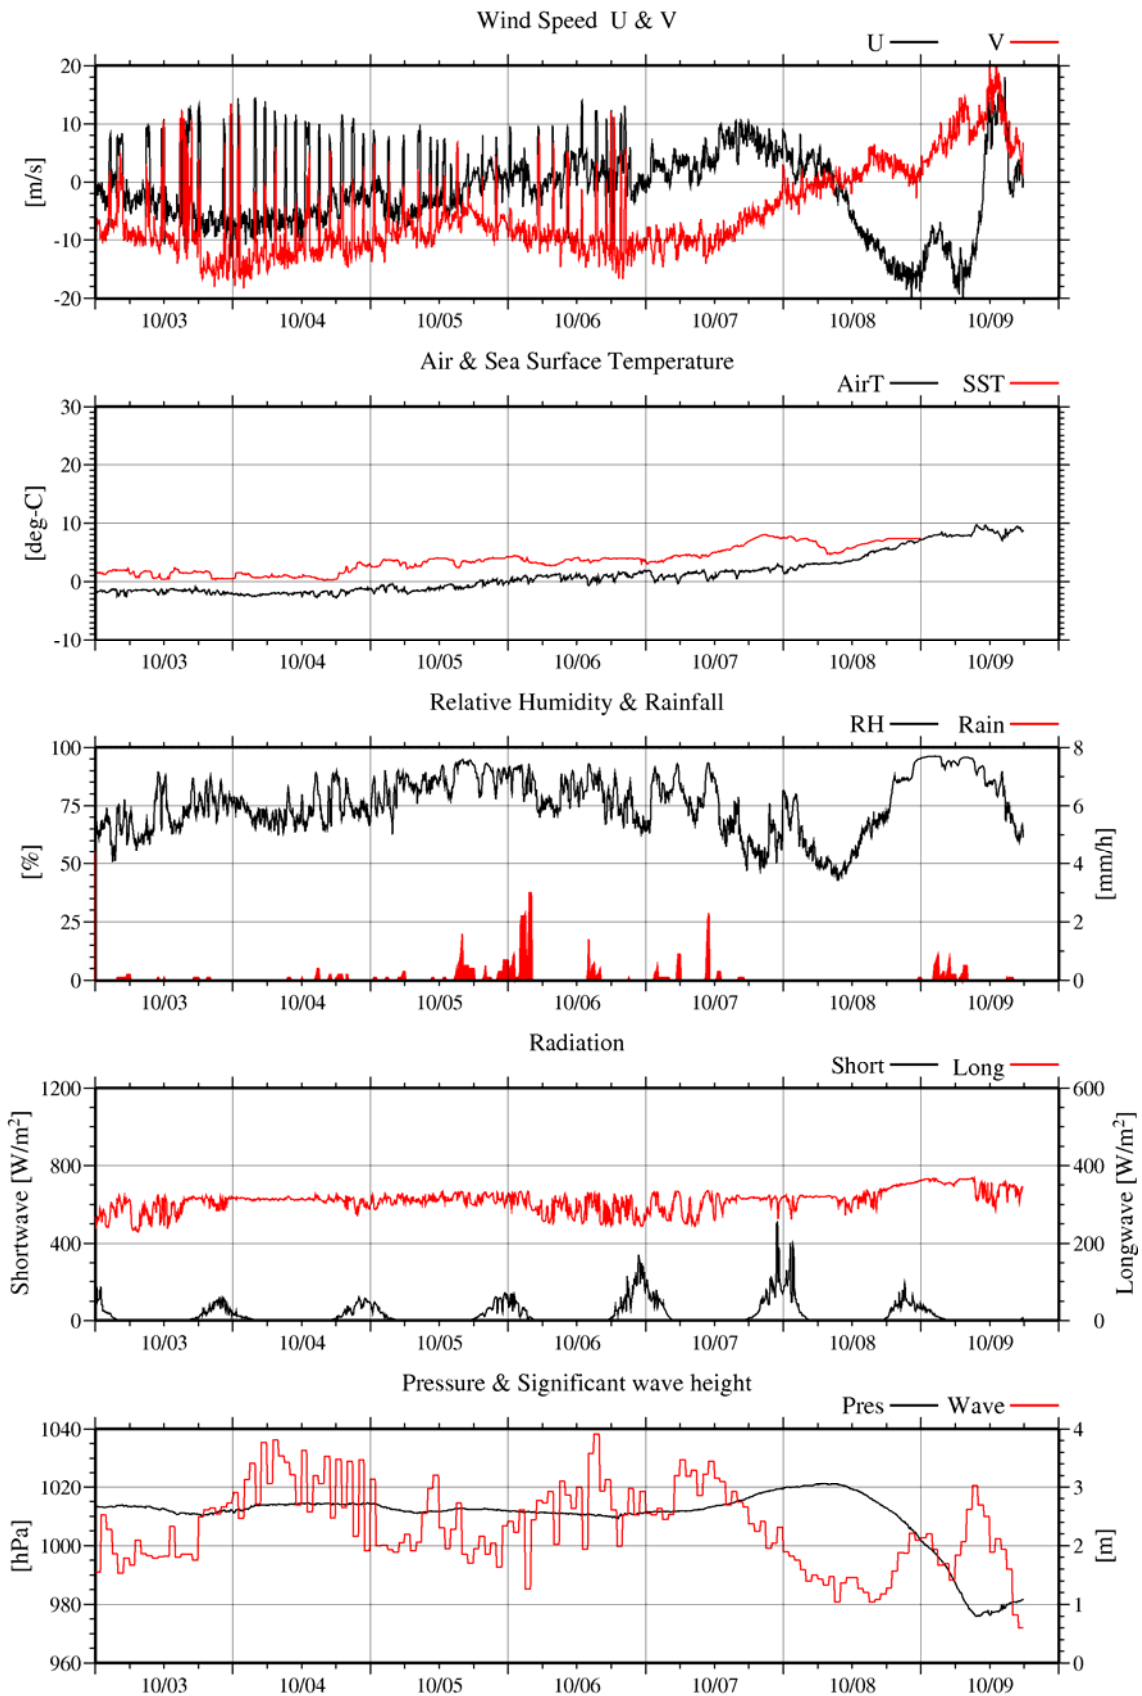 Wind Speed U & V
U V
20
10
0
-10
-20
[m/s]
10/03 10/04 10/05 10/06 10/07 10/08 10/09
Air & Sea Surface Temperature
AirT SST
30
20
10
0
-10
[deg-C]
10/03 10/04 10/05 10/06 10/07 10/08 10/09
Relative Humidity & Rainfall
RH Rain
100 8
75 6
50 4
25 2
0 0
[%] [mm/h]
10/03 10/04 10/05 10/06 10/07 10/08 10/09
Radiation
Short Long
1200 600
800 400
400 200
0 0
Shortwave [W/m²] Longwave [W/m²]
10/03 10/04 10/05 10/06 10/07 10/08 10/09
Pressure & Significant wave height
Pres Wave
1040 4
1020 3
1000 2
980 1
960 0
[hPa] [m]
10/03 10/04 10/05 10/06 10/07 10/08 10/09